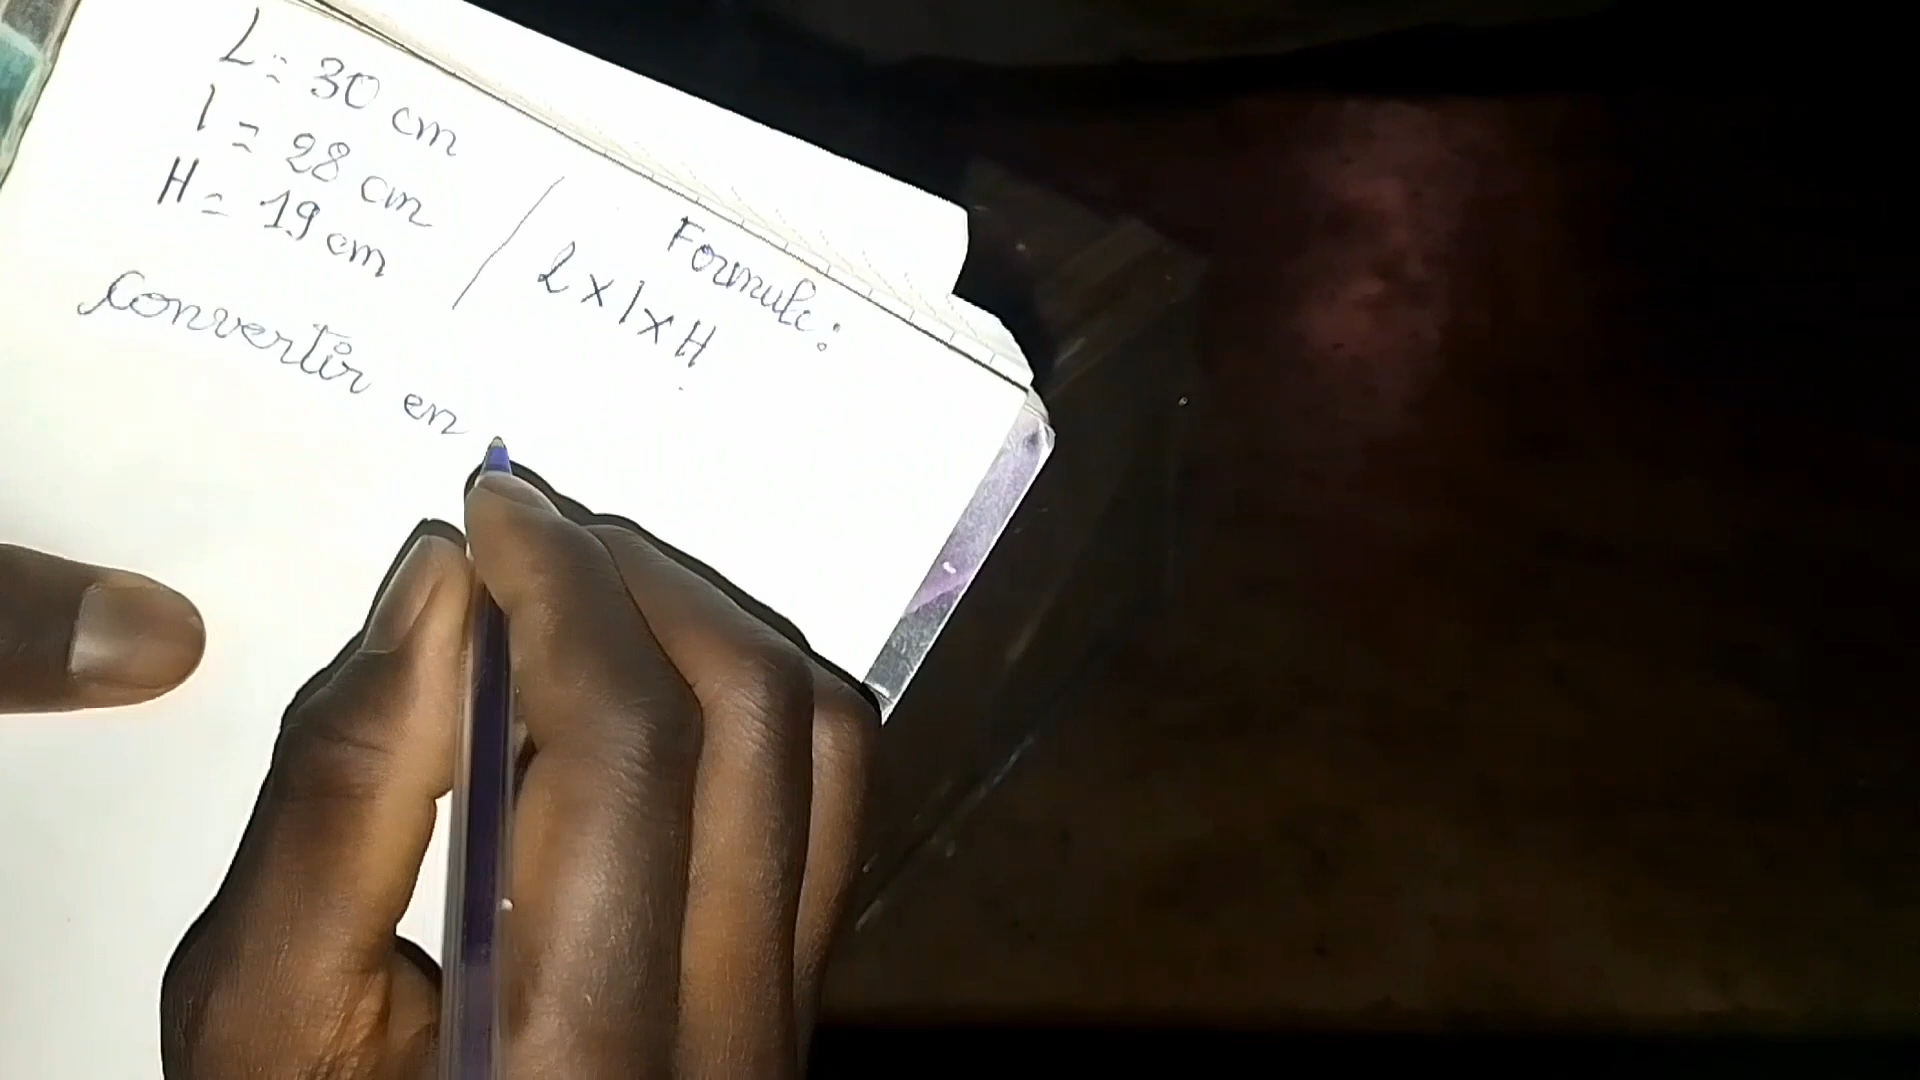 L = 30 cm
l = 28 cm
H = 19 cm
Formule :
L x l x H
convertir en